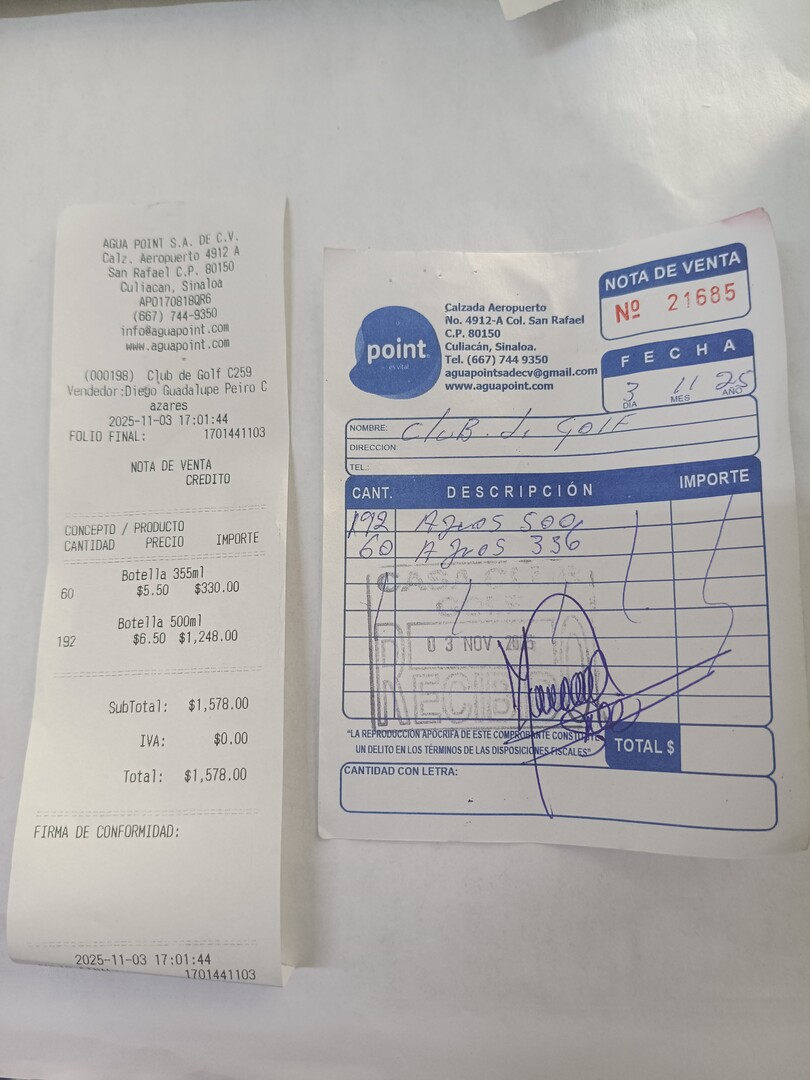 AGUA POINT S.A. DE C.V.
Calz. Aeropuerto 4912 A
San Rafael C.P. 80150
Culiacan, Sinaloa
APO170818QR6
(667) 744-9350
info@aguapoint.com
www.aguapoint.com
(000198) Club de Golf C259
Vendedor:Diego Guadalupe Peiro C
azares
2025-11-03 17:01:44
FOLIO FINAL: 1701441103
NOTA DE VENTA
CREDITO
CONCEPTO / PRODUCTO
CANTIDAD PRECIO IMPORTE
Botella 355ml
60 $5.50 $330.00
Botella 500ml
192 $6.50 $1,248.00
SubTotal: $1,578.00
IVA: $0.00
Total: $1,578.00
FIRMA DE CONFORMIDAD:
2025-11-03 17:01:44
1701441103
point
es vital
Calzada Aeropuerto
No. 4912-A Col. San Rafael
C.P. 80150
Culiacán, Sinaloa.
Tel. (667) 744 9350
aguapointsadecv@gmail.com
www.aguapoint.com
NOTA DE VENTA
Nº 21685
FECHA
3 11 25
DIA MES AÑO
NOMBRE: Club de GOLF
DIRECCION:
TEL.:
CANT. DESCRIPCIÓN IMPORTE
192 Aguas 500
60 Aguas 336
CASA CLUB
GOLF
03 NOV 2025
RECIBIDO
"LA REPRODUCCION APOCRIFA DE ESTE COMPROBANTE CONSTITUYE
UN DELITO EN LOS TÉRMINOS DE LAS DISPOSICIONES FISCALES"
TOTAL $
CANTIDAD CON LETRA: